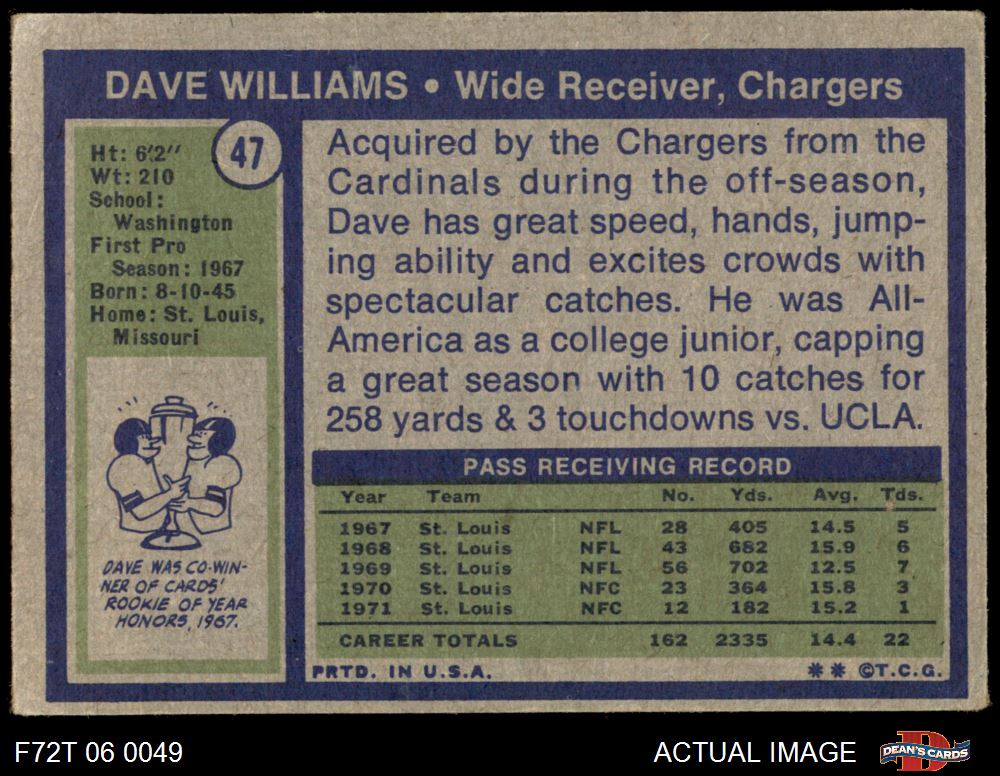 DAVE WILLIAMS • Wide Receiver, Chargers
47
Ht: 6'2"
Wt: 210
School:
Washington
First Pro
Season: 1967
Born: 8-10-45
Home: St. Louis,
Missouri
DAVE WAS CO-WIN-
NER OF CARDS'
ROOKIE OF YEAR
HONORS, 1967.
Acquired by the Chargers from the
Cardinals during the off-season,
Dave has great speed, hands, jump-
ing ability and excites crowds with
spectacular catches. He was All-
America as a college junior, capping
a great season with 10 catches for
258 yards & 3 touchdowns vs. UCLA.
PASS RECEIVING RECORD
Year Team No. Yds. Avg. Tds.
1967 St. Louis NFL 28 405 14.5 5
1968 St. Louis NFL 43 682 15.9 6
1969 St. Louis NFL 56 702 12.5 7
1970 St. Louis NFC 23 364 15.8 3
1971 St. Louis NFC 12 182 15.2 1
CAREER TOTALS 162 2335 14.4 22
PRTD. IN U.S.A. ** ©T.C.G.
F72T 06 0049 ACTUAL IMAGE DEAN'S CARDS